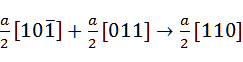 a/2 [101̄] + a/2 [011] → a/2 [110]